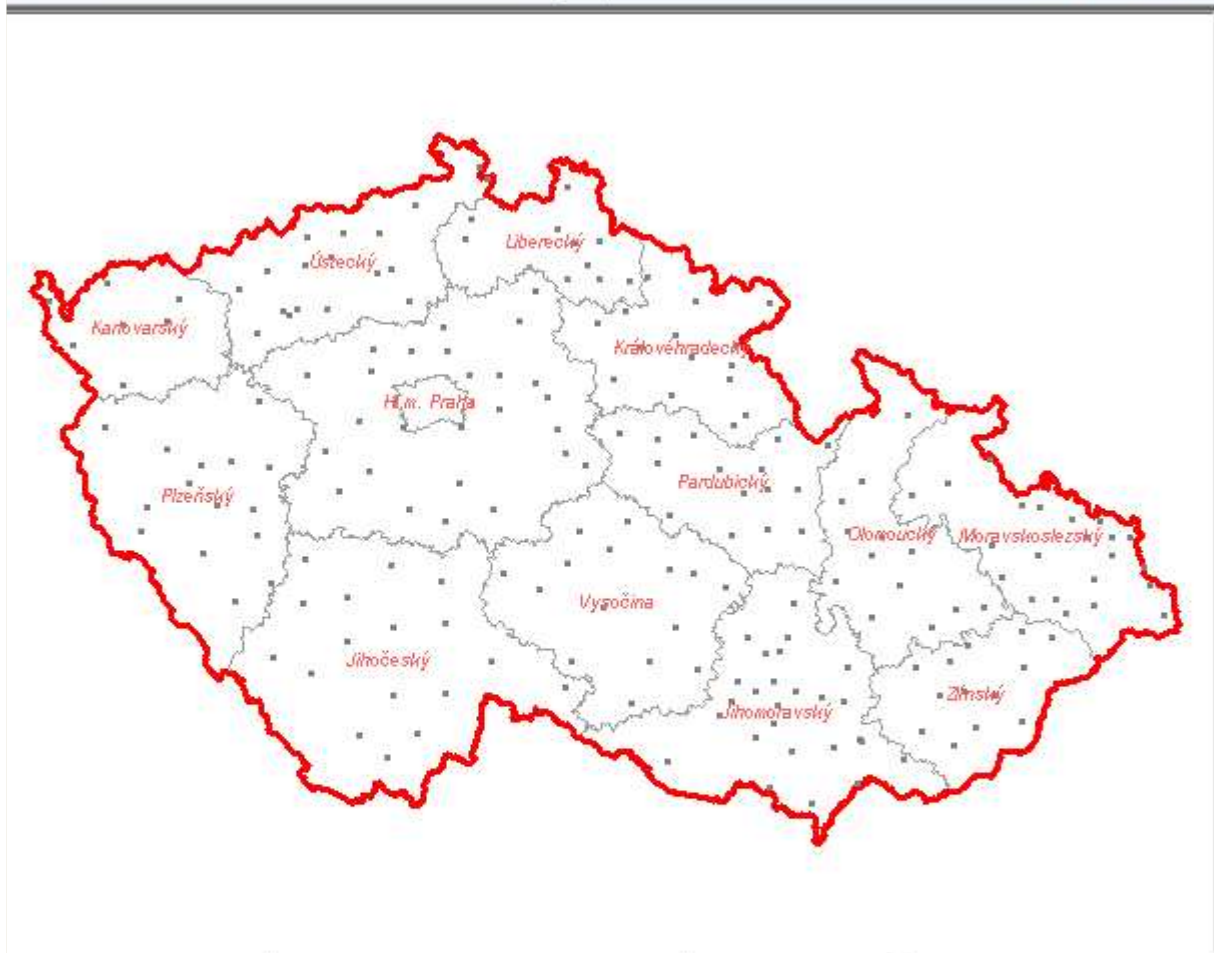 Liberecký
Ústecký
Karlovarský
Královéhradecký
Hl.m. Praha
Pardubický
Plzeňský
Olomoucký
Moravskoslezský
Vysočina
Jihočeský
Zlínský
Jihomoravský